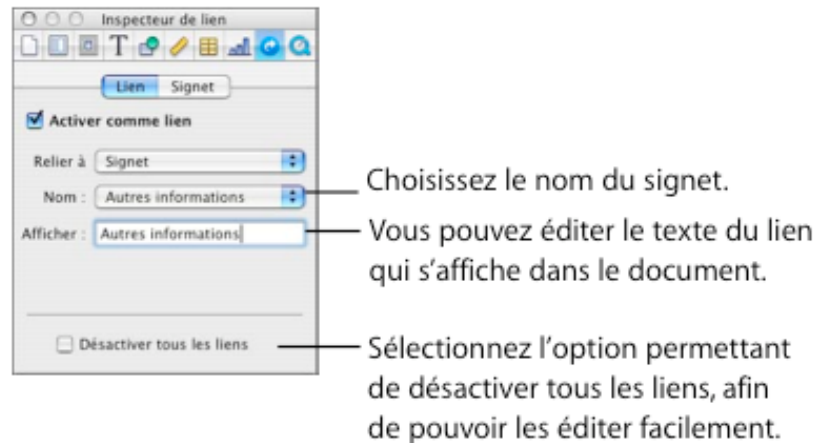 Inspecteur de lien
Lien Signet
Activer comme lien
Relier à Signet
Nom : Autres informations
Afficher : Autres informations
Désactiver tous les liens
Choisissez le nom du signet.
Vous pouvez éditer le texte du lien
qui s'affiche dans le document.
Sélectionnez l'option permettant
de désactiver tous les liens, afin
de pouvoir les éditer facilement.